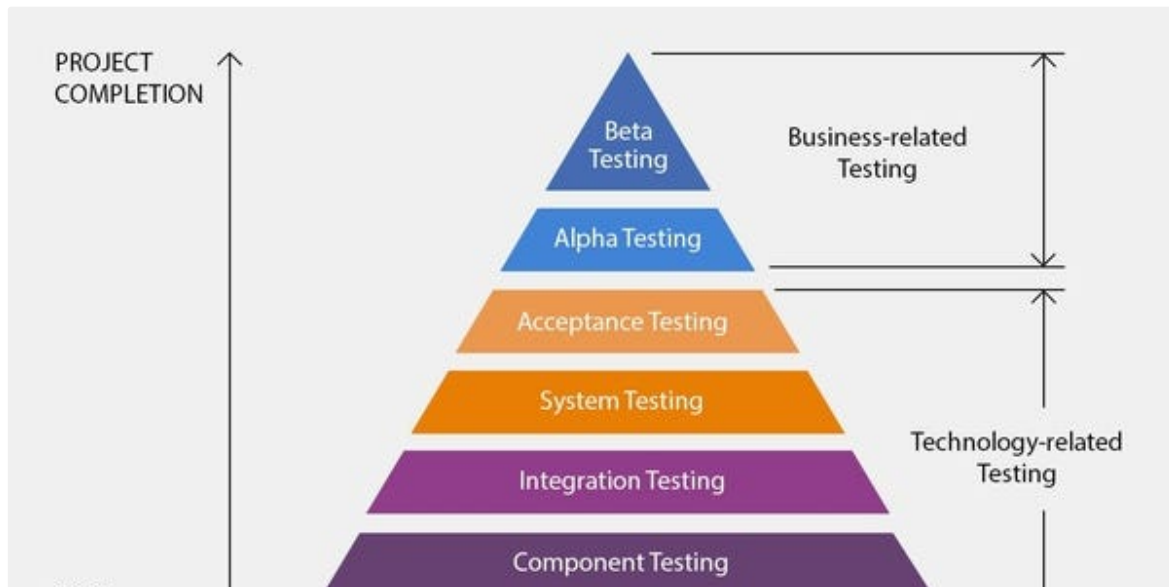 PROJECT
COMPLETION
Beta
Testing
Business-related
Testing
Alpha Testing
Acceptance Testing
System Testing
Technology-related
Testing
Integration Testing
Component Testing